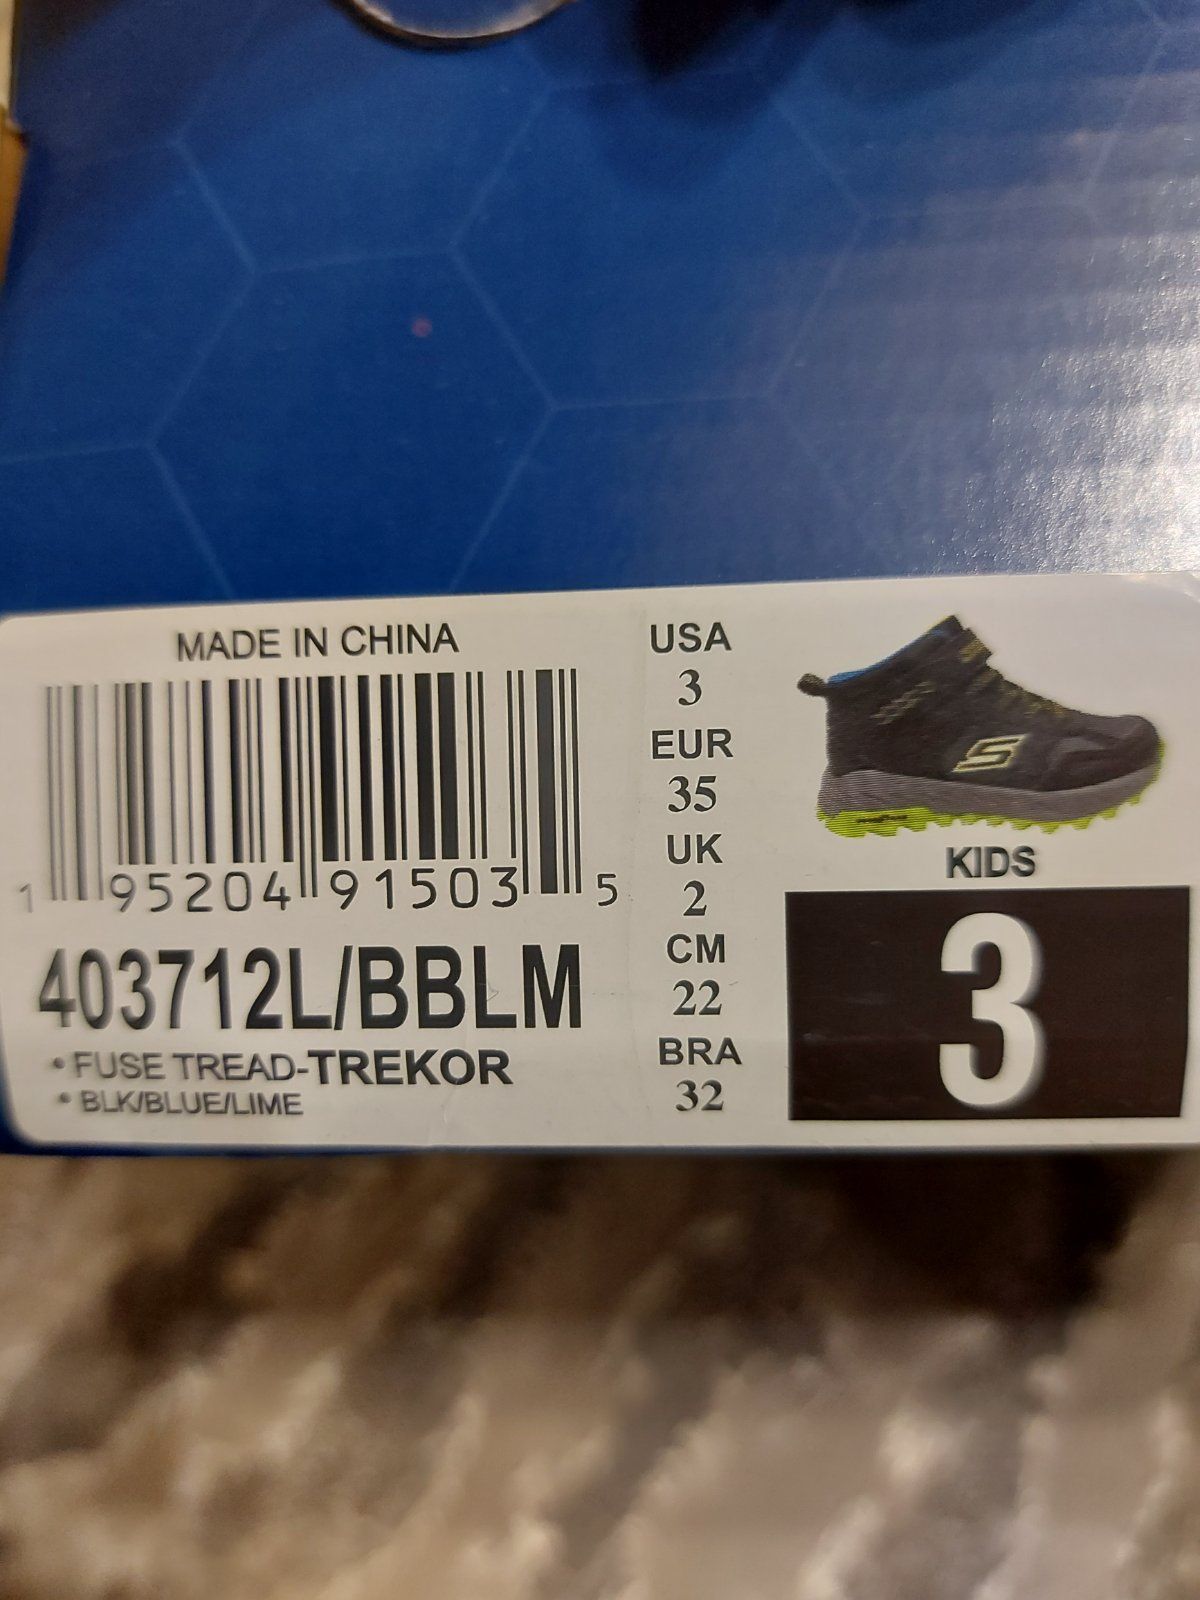 MADE IN CHINA
1 95204 91503 5
403712L/BBLM
• FUSE TREAD-TREKOR
• BLK/BLUE/LIME
USA
3
EUR
35
UK
2
CM
22
BRA
32
S
KIDS
3